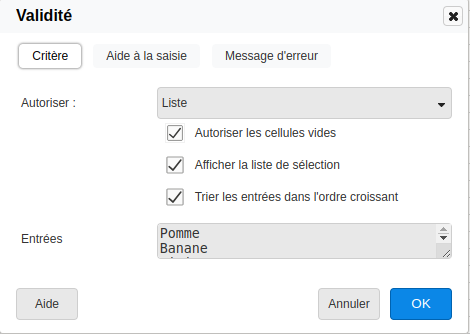 Validité
Critère
Aide à la saisie
Message d'erreur
Autoriser :
Liste
Autoriser les cellules vides
Afficher la liste de sélection
Trier les entrées dans l'ordre croissant
Entrées
Pomme
Banane
Aide
Annuler
OK